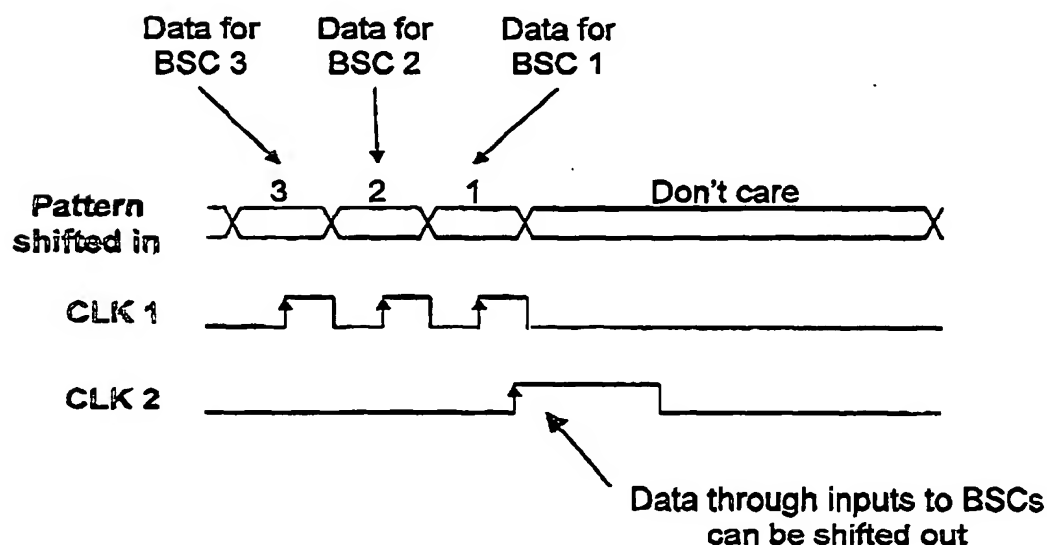 Data for
BSC 3
Data for
BSC 2
Data for
BSC 1
3
2
1
Don't care
Pattern
shifted in
CLK 1
CLK 2
Data through inputs to BSCs
can be shifted out